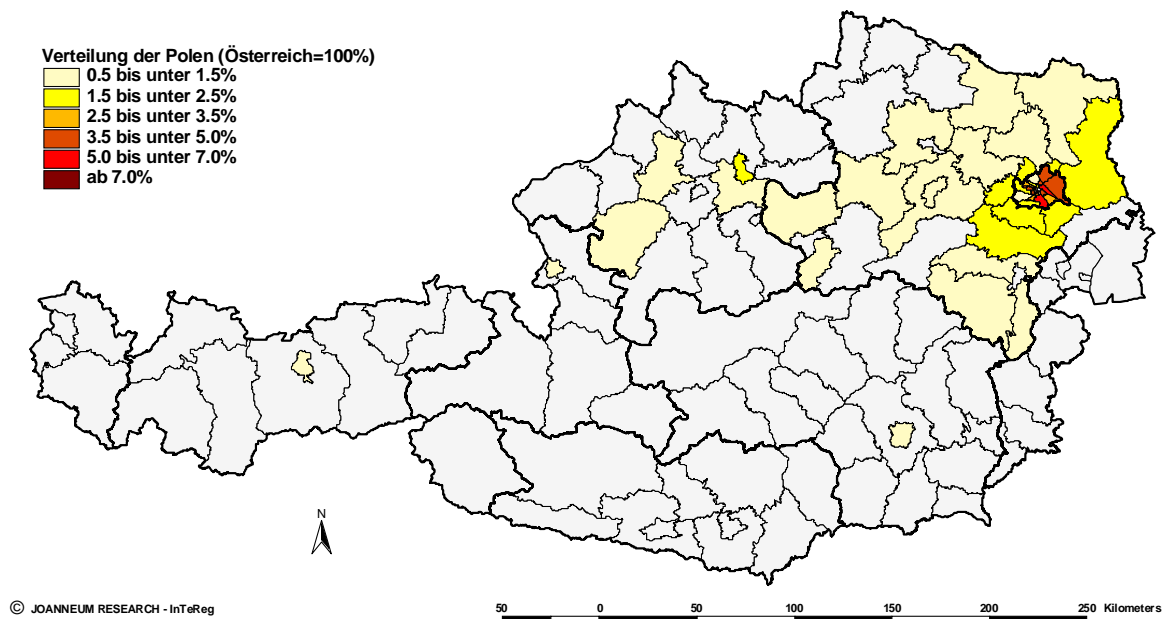 Verteilung der Polen (Österreich=100%)
0.5 bis unter 1.5%
1.5 bis unter 2.5%
2.5 bis unter 3.5%
3.5 bis unter 5.0%
5.0 bis unter 7.0%
ab 7.0%
N
© JOANNEUM RESEARCH - InTeReg
50 0 50 100 150 200 250 Kilometers